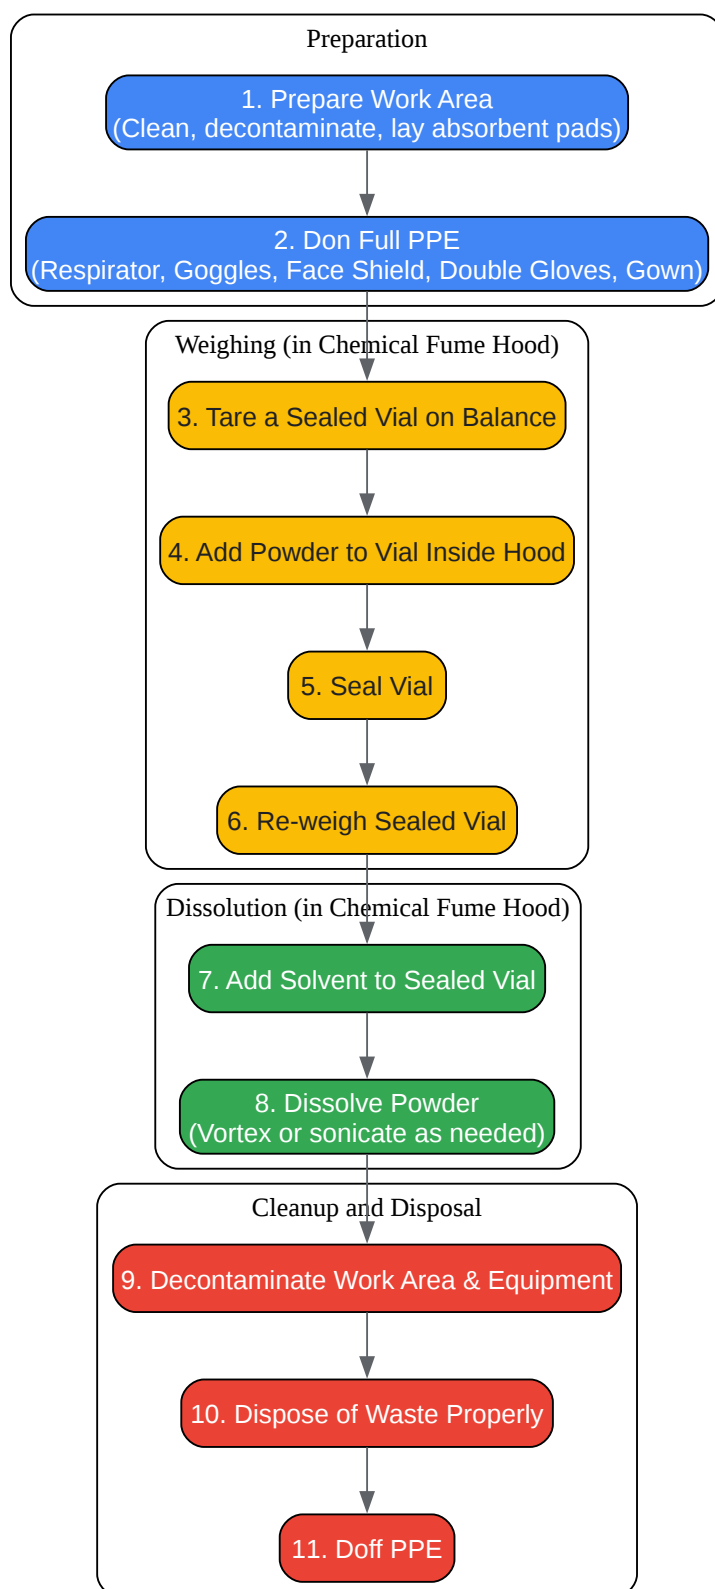 Preparation
1. Prepare Work Area
(Clean, decontaminate, lay absorbent pads)
2. Don Full PPE
(Respirator, Goggles, Face Shield, Double Gloves, Gown)
Weighing (in Chemical Fume Hood)
3. Tare a Sealed Vial on Balance
4. Add Powder to Vial Inside Hood
5. Seal Vial
6. Re-weigh Sealed Vial
Dissolution (in Chemical Fume Hood)
7. Add Solvent to Sealed Vial
8. Dissolve Powder
(Vortex or sonicate as needed)
Cleanup and Disposal
9. Decontaminate Work Area & Equipment
10. Dispose of Waste Properly
11. Doff PPE